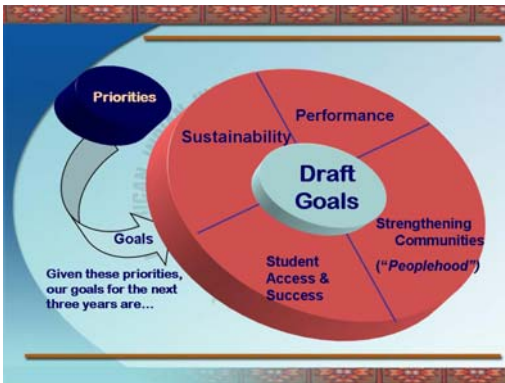 Priorities
Performance
Sustainability
Draft
Goals
Strengthening
Communities
("Peoplehood")
Student
Access &
Success
Goals
Given these priorities,
our goals for the next
three years are...